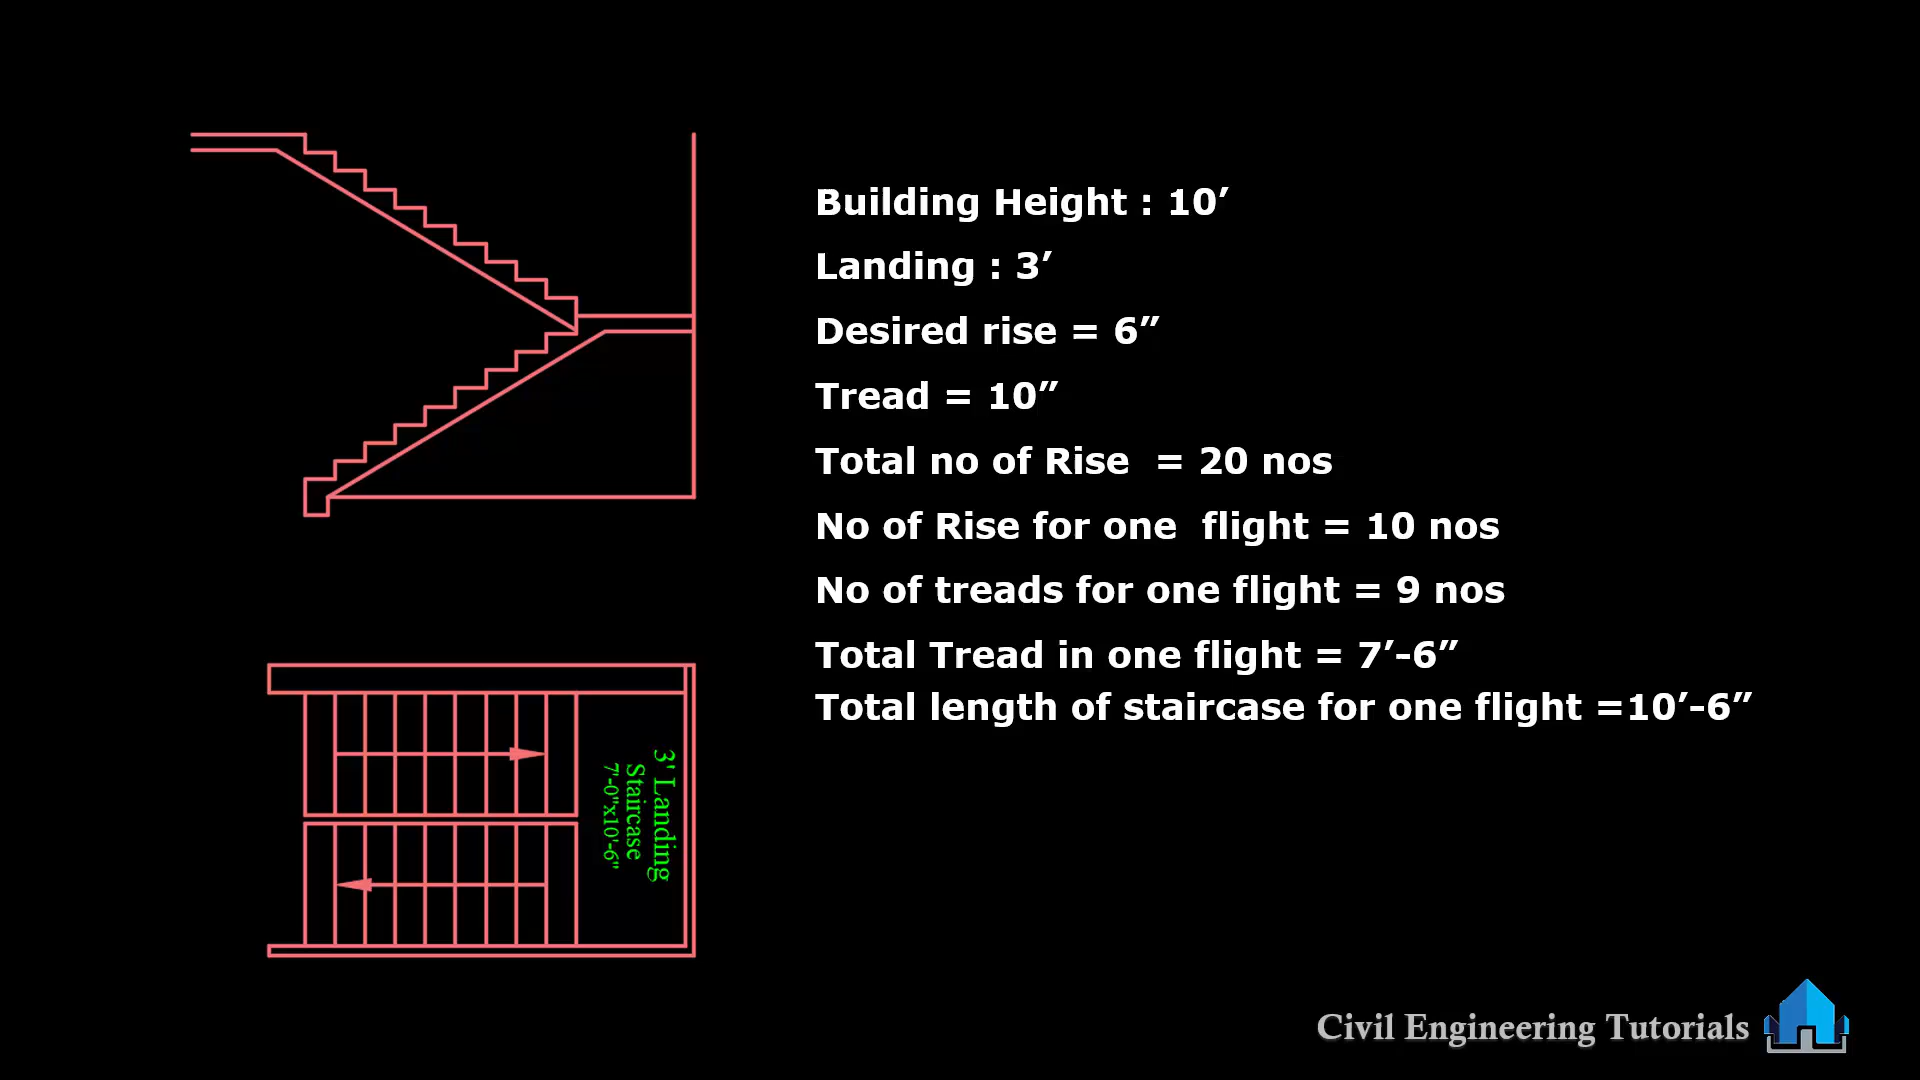 Building Height : 10′
Landing : 3′
Desired rise = 6″
Tread = 10″
Total no of Rise  = 20 nos
No of Rise for one  flight = 10 nos
No of treads for one flight = 9 nos
Total Tread in one flight = 7′-6″
Total length of staircase for one flight =10′-6″
3' Landing
Staircase
7'-0"x10'-6"
Civil Engineering Tutorials